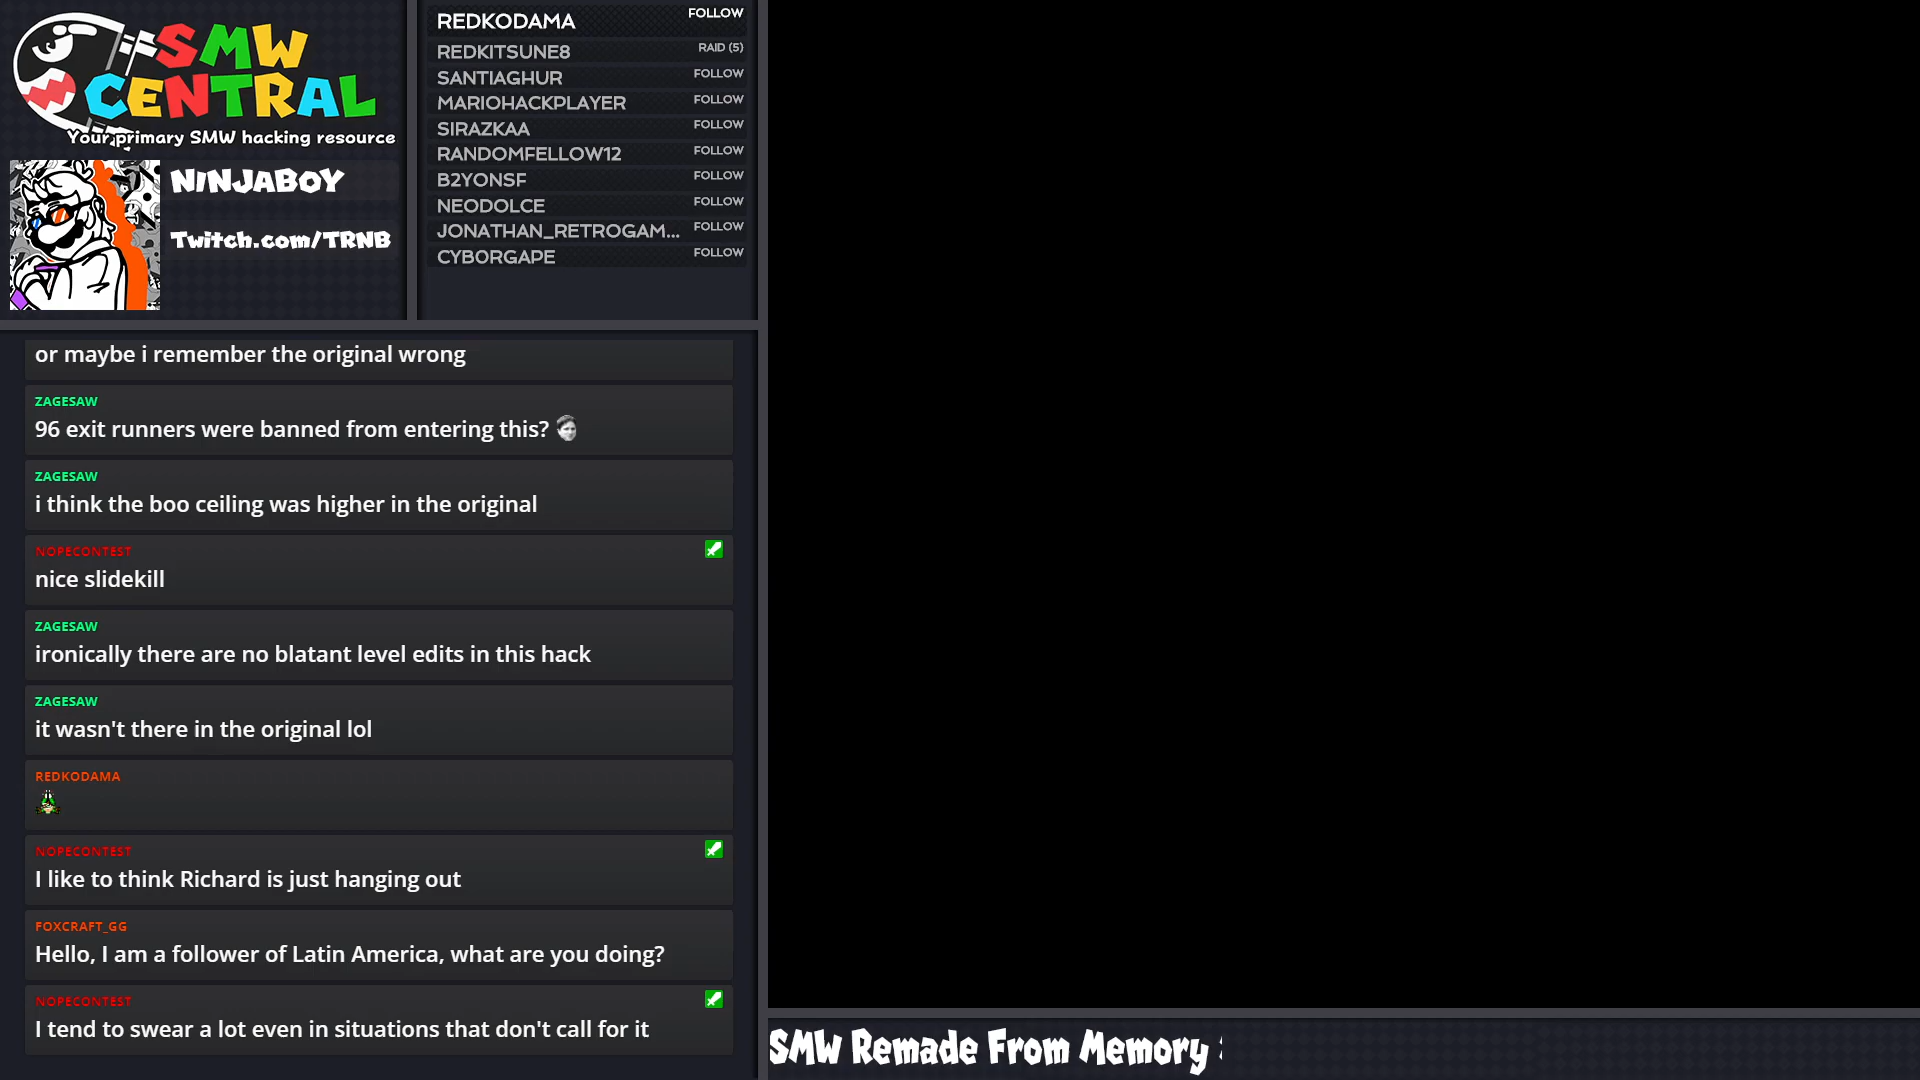 SMW
CENTRAL
Your primary SMW hacking resource
NINJABOY
Twitch.com/TRNB
REDKODAMA FOLLOW
REDKITSUNE8 RAID (5)
SANTIAGHUR FOLLOW
MARIOHACKPLAYER FOLLOW
SIRAZKAA FOLLOW
RANDOMFELLOW12 FOLLOW
B2YONSF FOLLOW
NEODOLCE FOLLOW
JONATHAN_RETROGAM... FOLLOW
CYBORGAPE FOLLOW
or maybe i remember the original wrong
ZAGESAW
96 exit runners were banned from entering this?
ZAGESAW
i think the boo ceiling was higher in the original
NOPECONTEST
nice slidekill
ZAGESAW
ironically there are no blatant level edits in this hack
ZAGESAW
it wasn't there in the original lol
REDKODAMA
NOPECONTEST
I like to think Richard is just hanging out
FOXCRAFT_GG
Hello, I am a follower of Latin America, what are you doing?
NOPECONTEST
I tend to swear a lot even in situations that don't call for it
SMW Remade From Memory